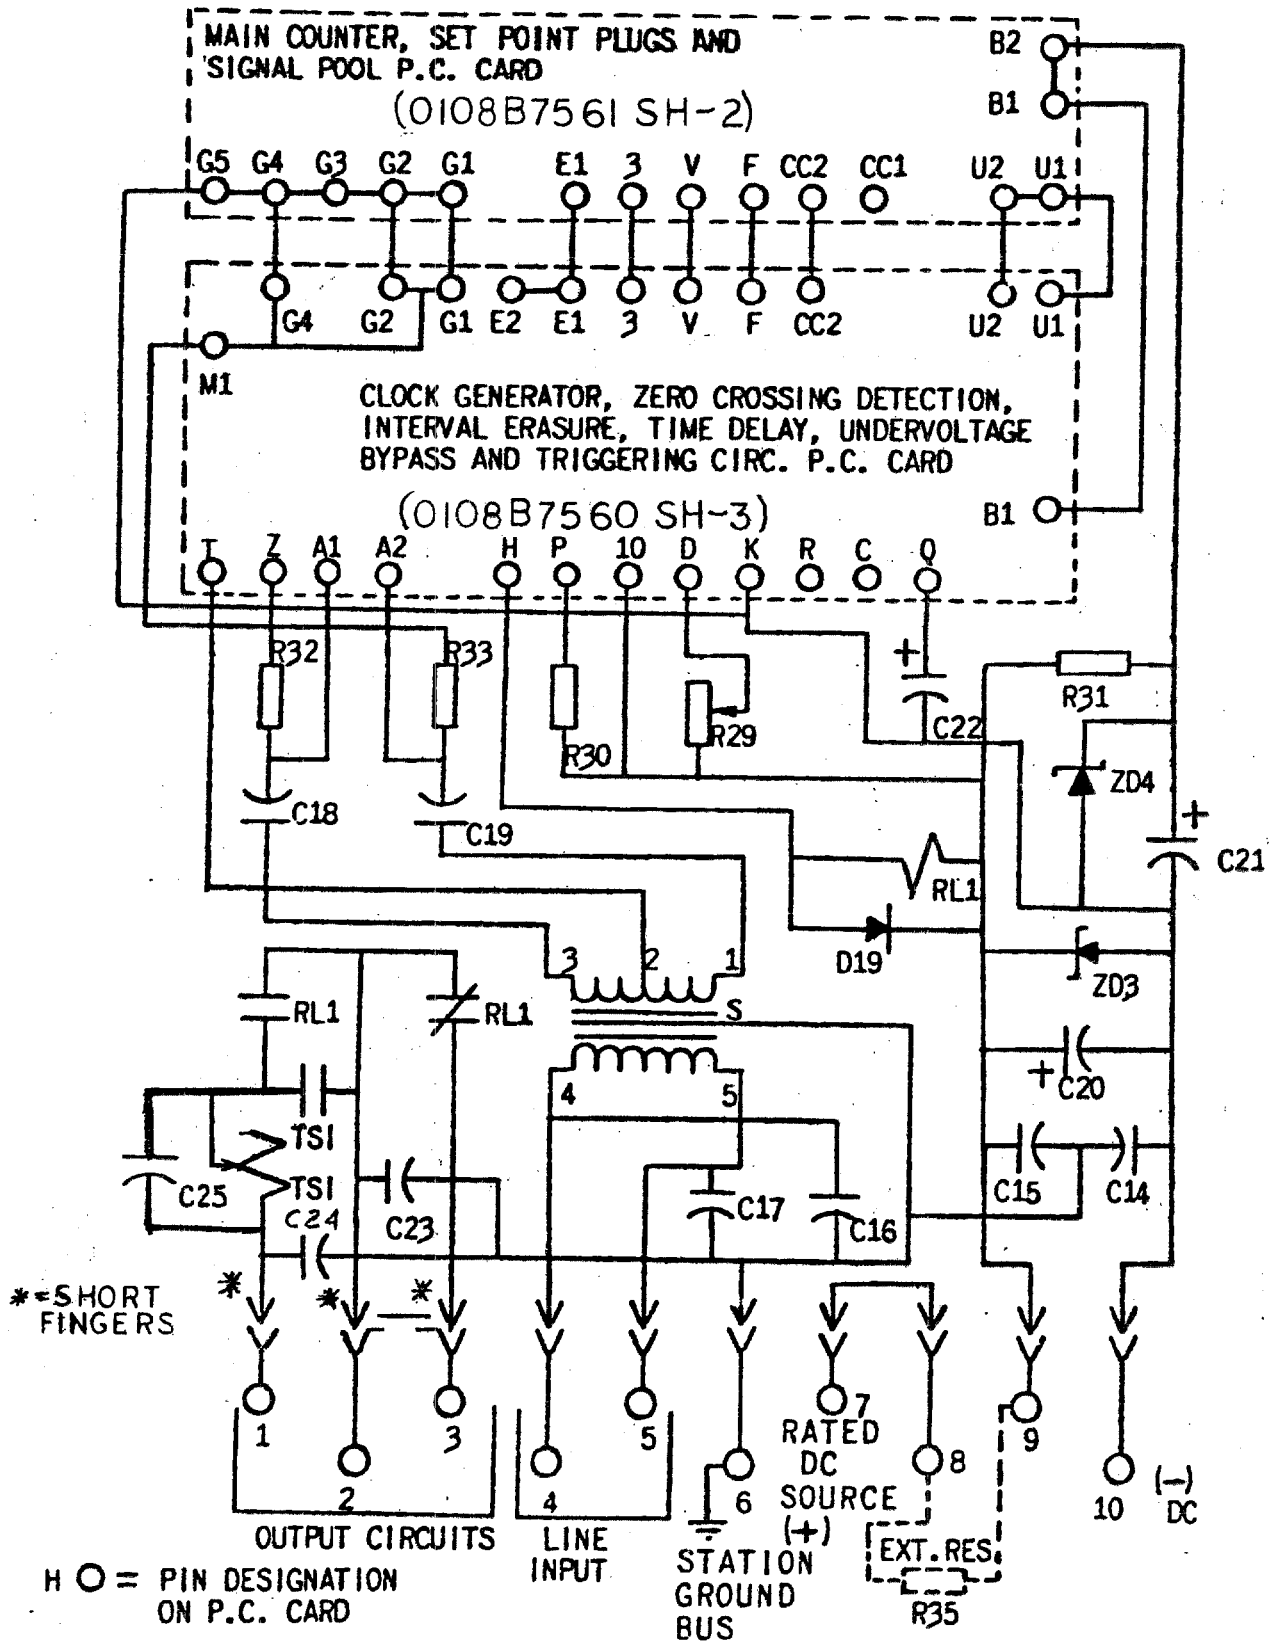 MAIN COUNTER, SET POINT PLUGS AND
SIGNAL POOL P.C. CARD
(0108B7561 SH-2)
B2
B1
G5 G4 G3 G2 G1 E1 3 V F CC2 CC1 U2 U1
G4 G2 G1 E2 E1 3 V F CC2 U2 U1
M1
CLOCK GENERATOR, ZERO CROSSING DETECTION,
INTERVAL ERASURE, TIME DELAY, UNDERVOLTAGE
BYPASS AND TRIGGERING CIRC. P.C. CARD
(0108B7560 SH-3)
B1
T Z A1 A2 H P 10 D K R C Q
R32 R33 + R31
R30 R29 C22
ZD4
C18 C19 + C21
RL1
3 2 1 D19
ZD3
RL1 RL1 S
4 5 + C20
TS1
C25 TS1 C17 C15 C14
C24 C23 C16
*=SHORT
FINGERS
* * *
1 3 5 7 9
RATED
DC
SOURCE
(+)
2 4 6 8 10 (-)
DC
OUTPUT CIRCUITS
LINE
INPUT
STATION
GROUND
BUS
EXT. RES.
R35
H O = PIN DESIGNATION
ON P.C. CARD